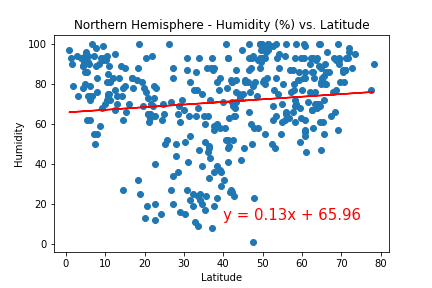 Northern Hemisphere - Humidity (%) vs. Latitude
100
80
60
40
20
0
Humidity
y = 0.13x + 65.96
0 10 20 30 40 50 60 70 80
Latitude